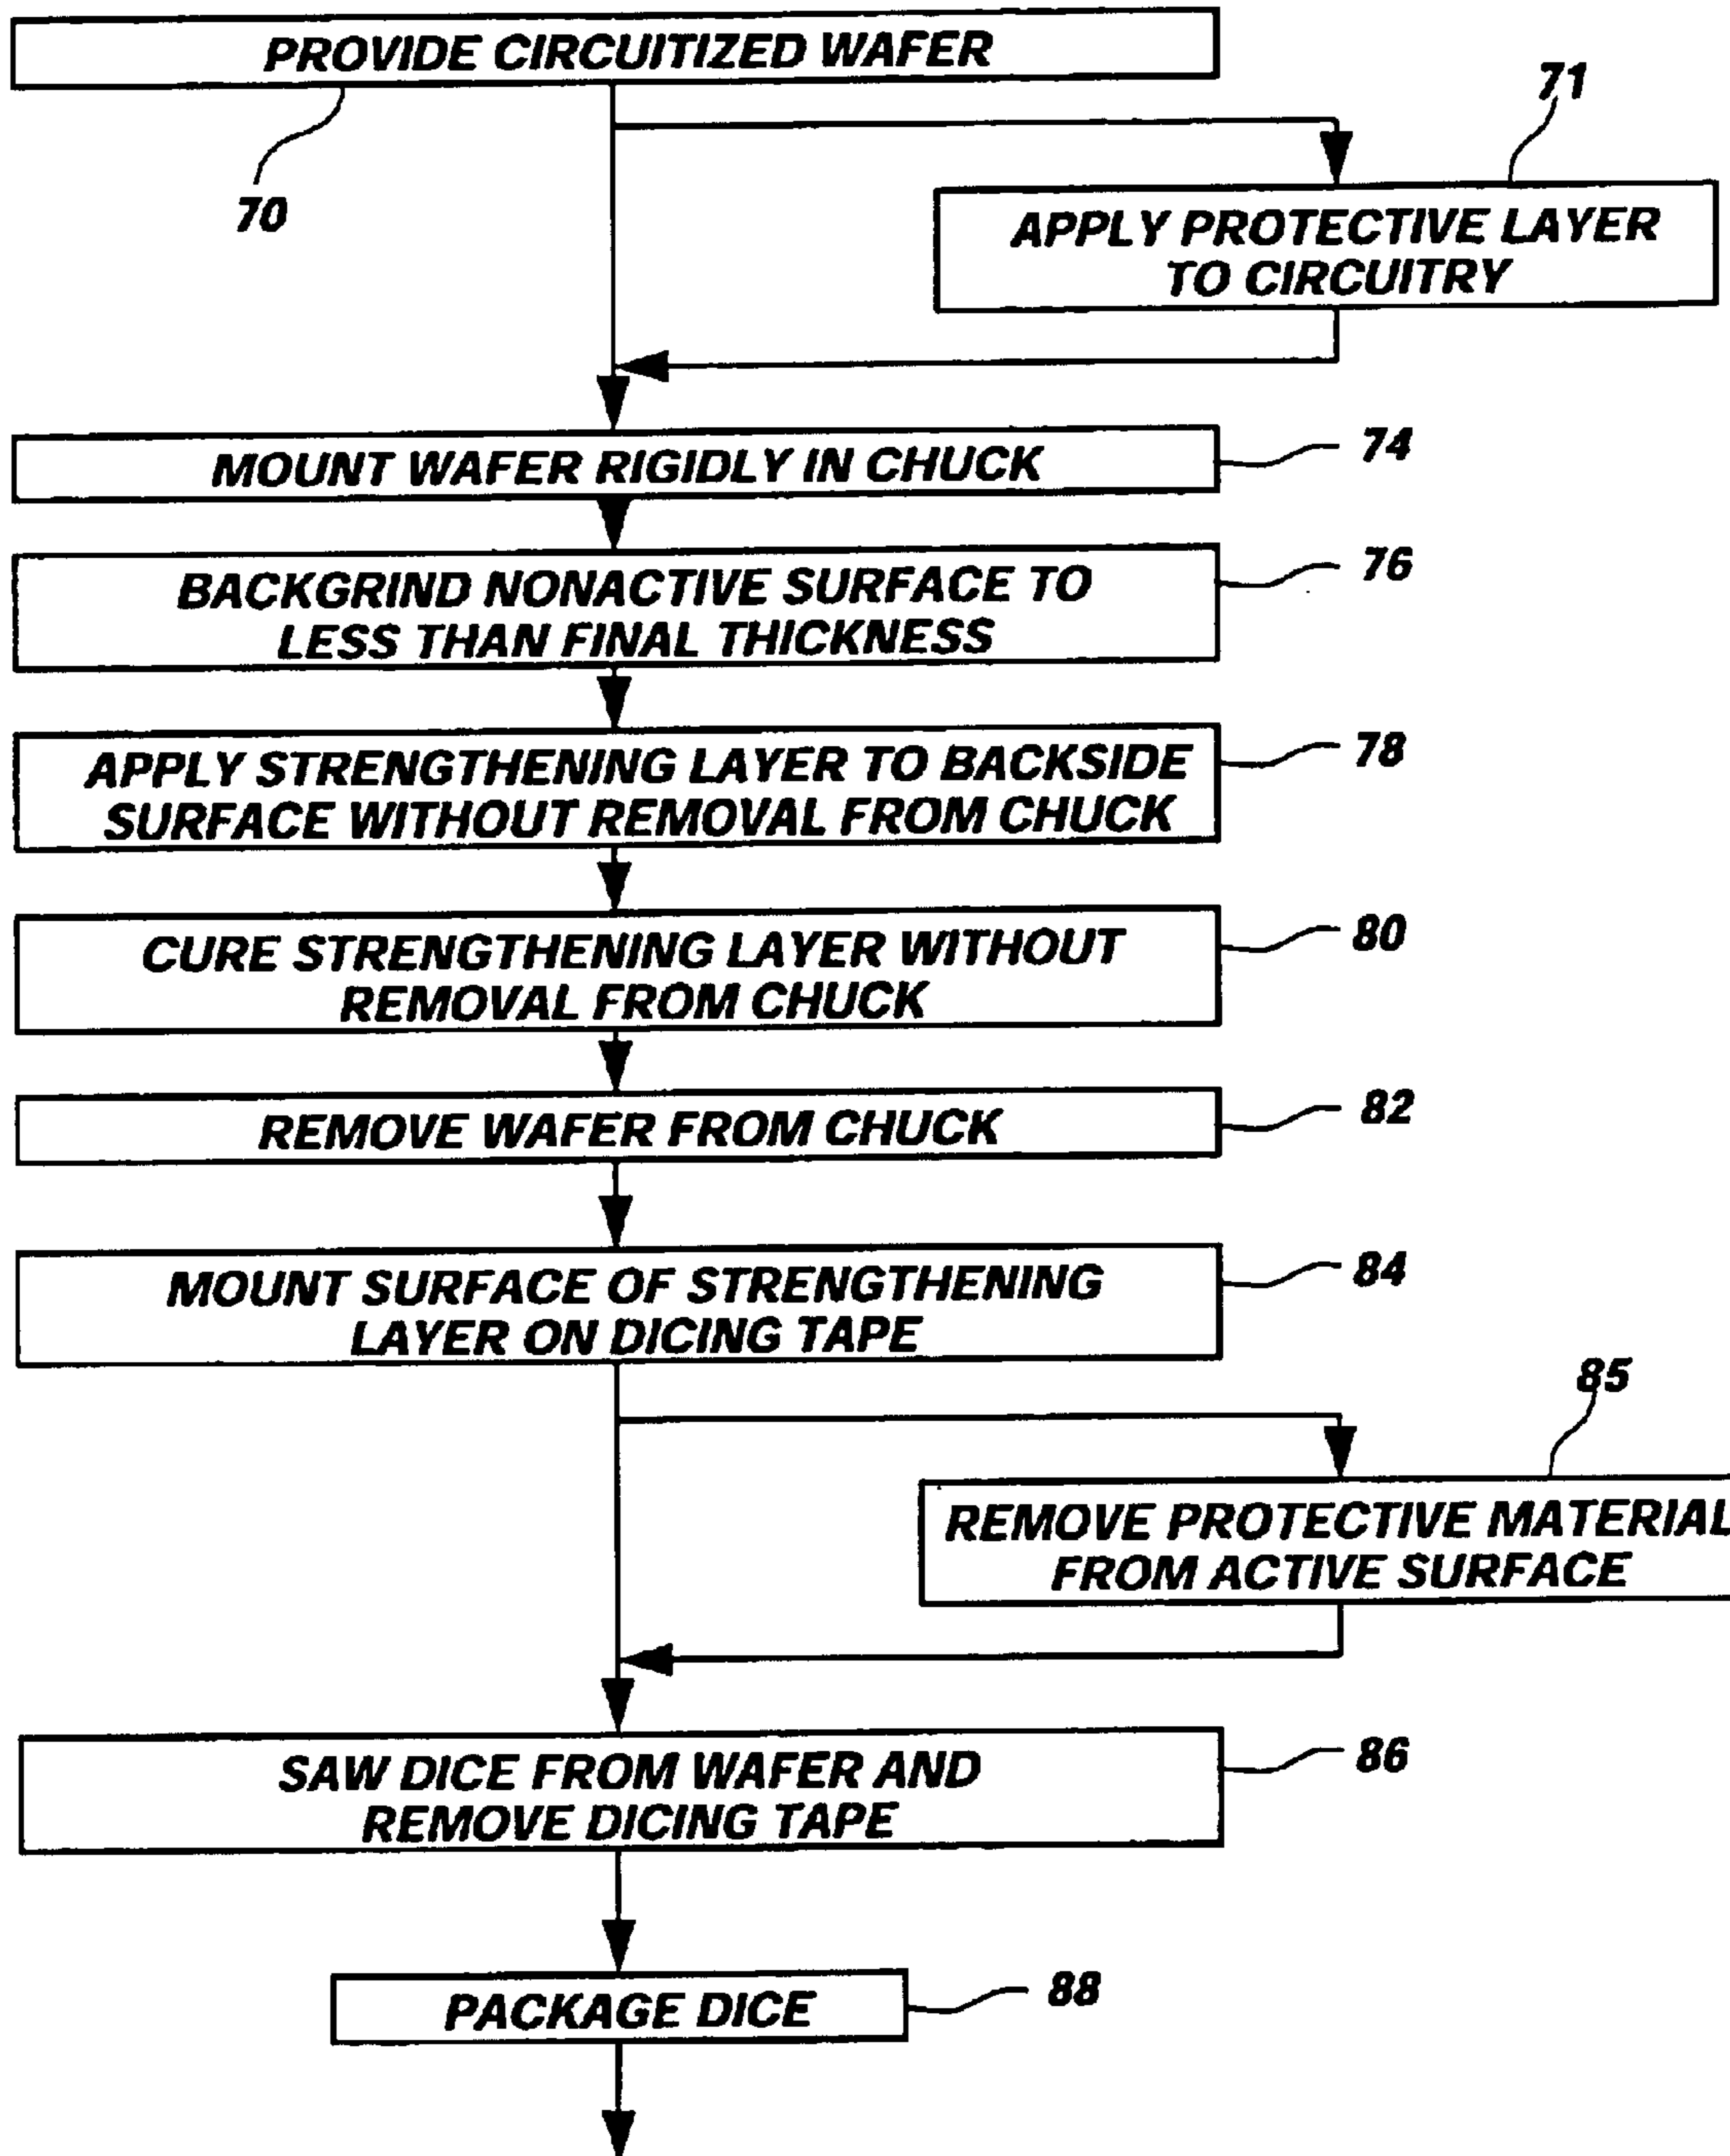 PROVIDE CIRCUITIZED WAFER
70
71
APPLY PROTECTIVE LAYER
TO CIRCUITRY
MOUNT WAFER RIGIDLY IN CHUCK
74
BACKGRIND NONACTIVE SURFACE TO
LESS THAN FINAL THICKNESS
76
APPLY STRENGTHENING LAYER TO BACKSIDE
SURFACE WITHOUT REMOVAL FROM CHUCK
78
CURE STRENGTHENING LAYER WITHOUT
REMOVAL FROM CHUCK
80
REMOVE WAFER FROM CHUCK
82
MOUNT SURFACE OF STRENGTHENING
LAYER ON DICING TAPE
84
85
REMOVE PROTECTIVE MATERIAL
FROM ACTIVE SURFACE
SAW DICE FROM WAFER AND
REMOVE DICING TAPE
86
PACKAGE DICE
88